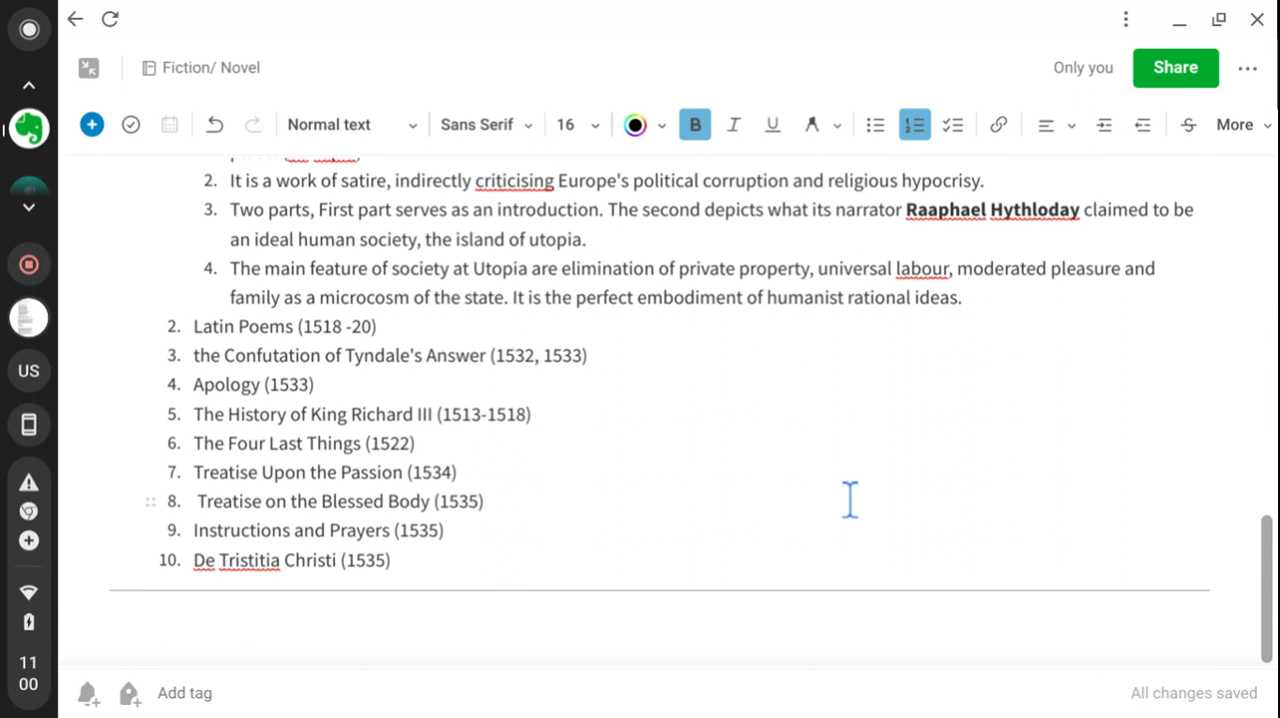 Fiction/ Novel
Only you
Share
Normal text
Sans Serif
16
B
I
U
More
2. It is a work of satire, indirectly criticising Europe's political corruption and religious hypocrisy.
3. Two parts, First part serves as an introduction. The second depicts what its narrator Raaphael Hythloday claimed to be
an ideal human society, the island of utopia.
4. The main feature of society at Utopia are elimination of private property, universal labour, moderated pleasure and
family as a microcosm of the state. It is the perfect embodiment of humanist rational ideas.
2. Latin Poems (1518 -20)
3. the Confutation of Tyndale's Answer (1532, 1533)
4. Apology (1533)
5. The History of King Richard III (1513-1518)
6. The Four Last Things (1522)
7. Treatise Upon the Passion (1534)
8. Treatise on the Blessed Body (1535)
9. Instructions and Prayers (1535)
10. De Tristitia Christi (1535)
US
11
00
Add tag
All changes saved